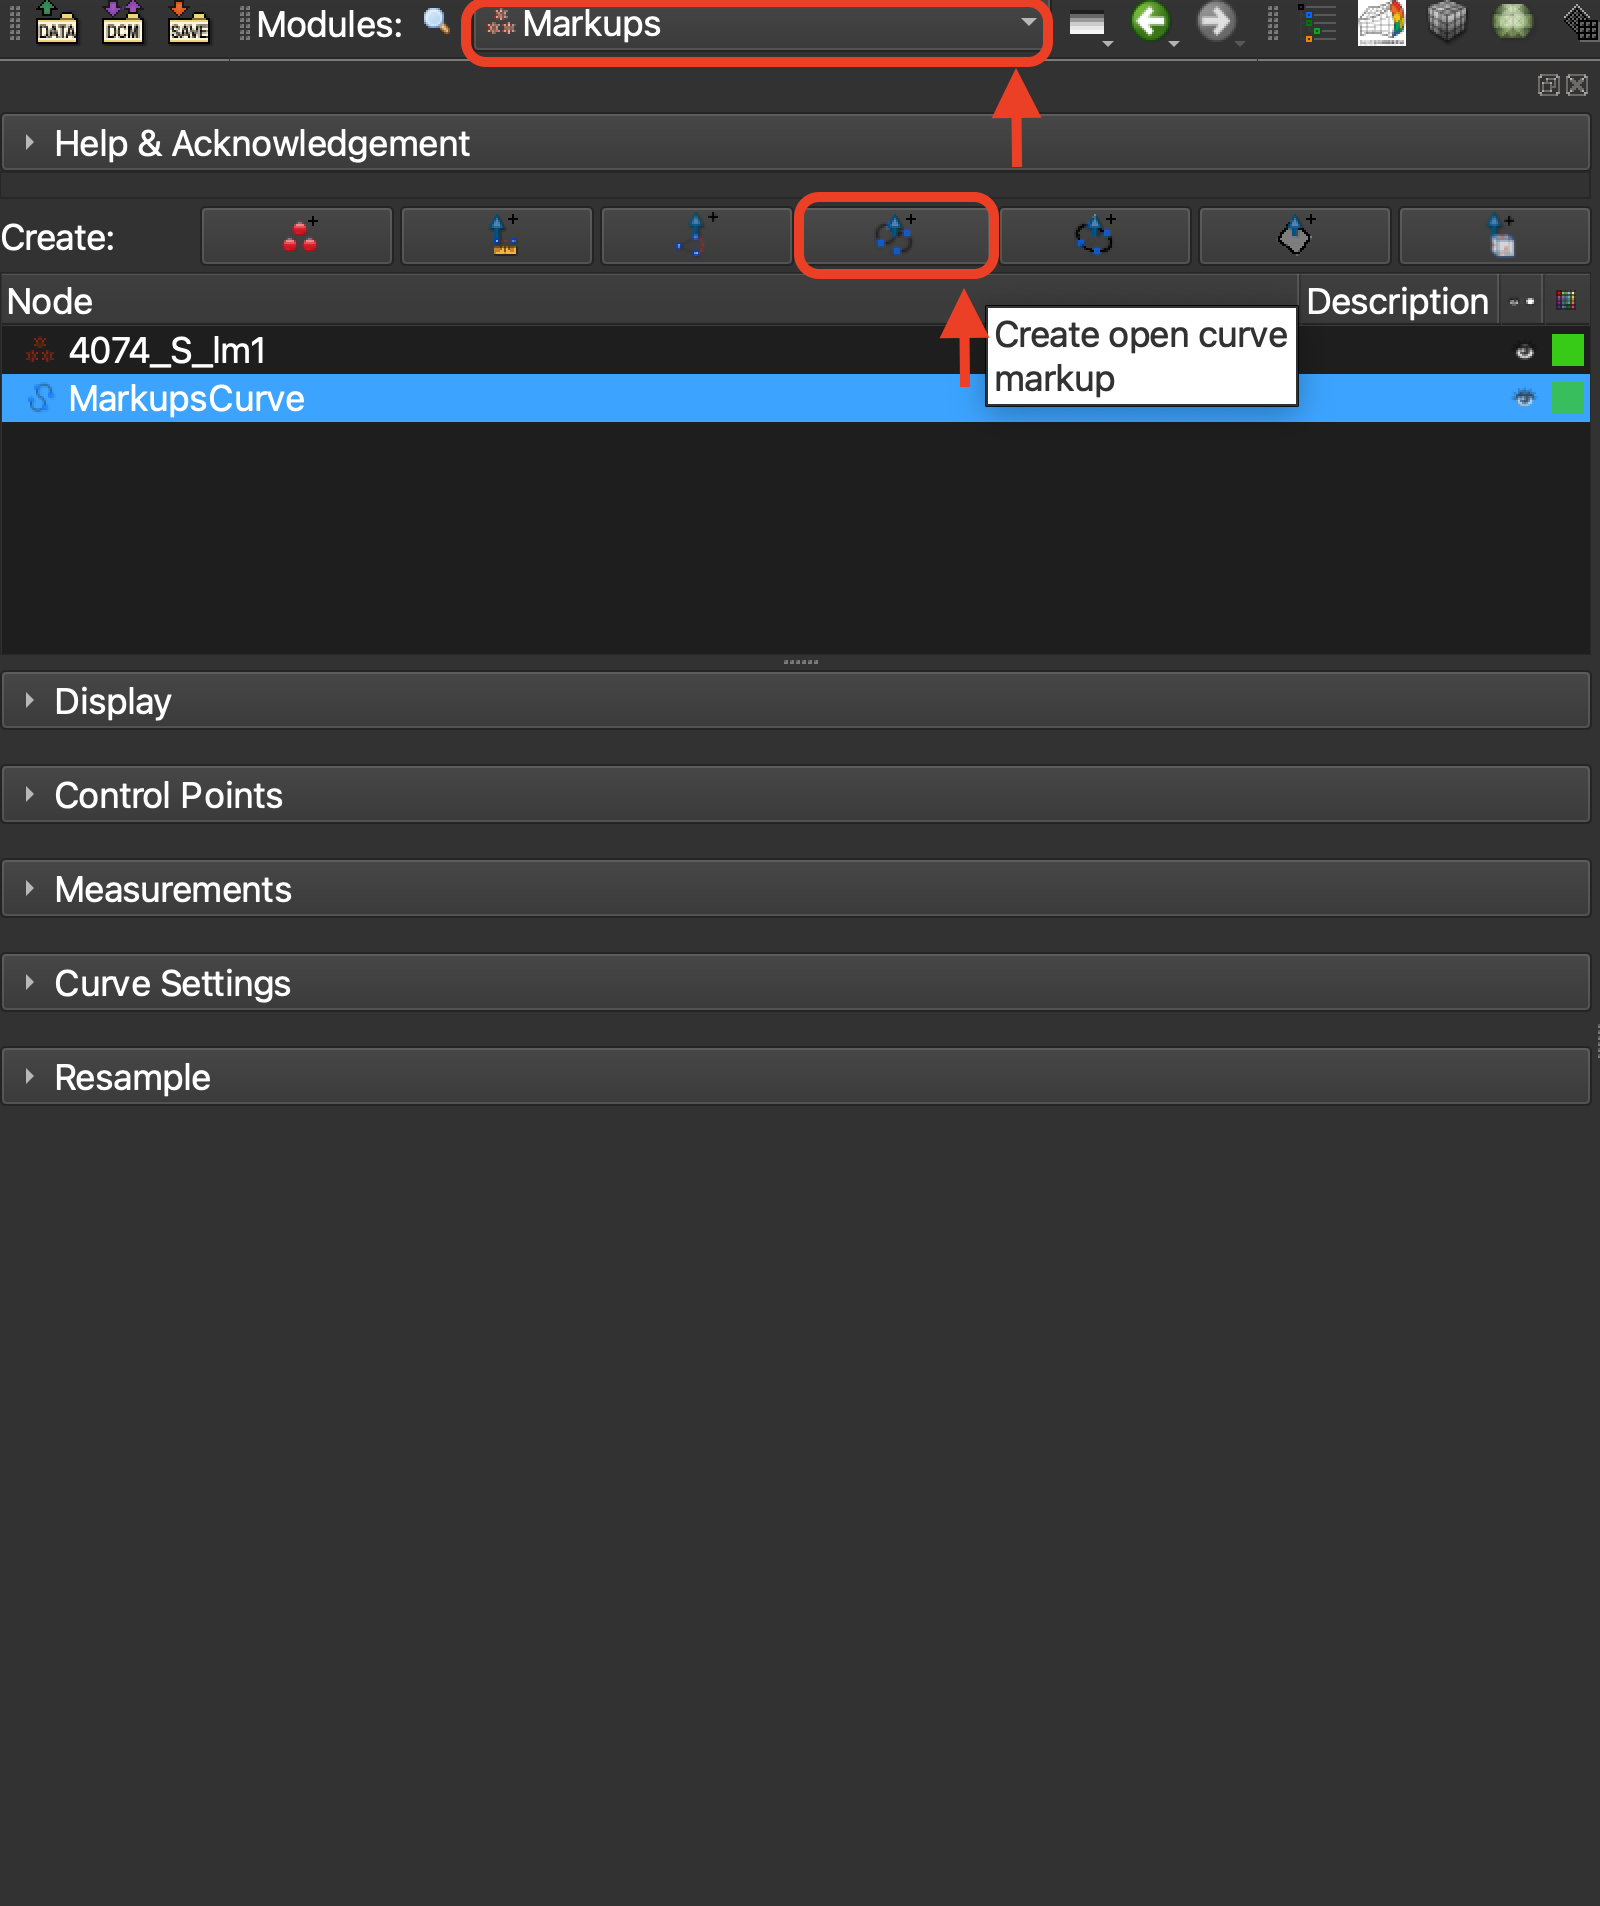 DATA DCM SAVE Modules: Markups
Help & Acknowledgement
Create:
Node Description
4074_S_lm1
MarkupsCurve
Create open curve
markup
Display
Control Points
Measurements
Curve Settings
Resample